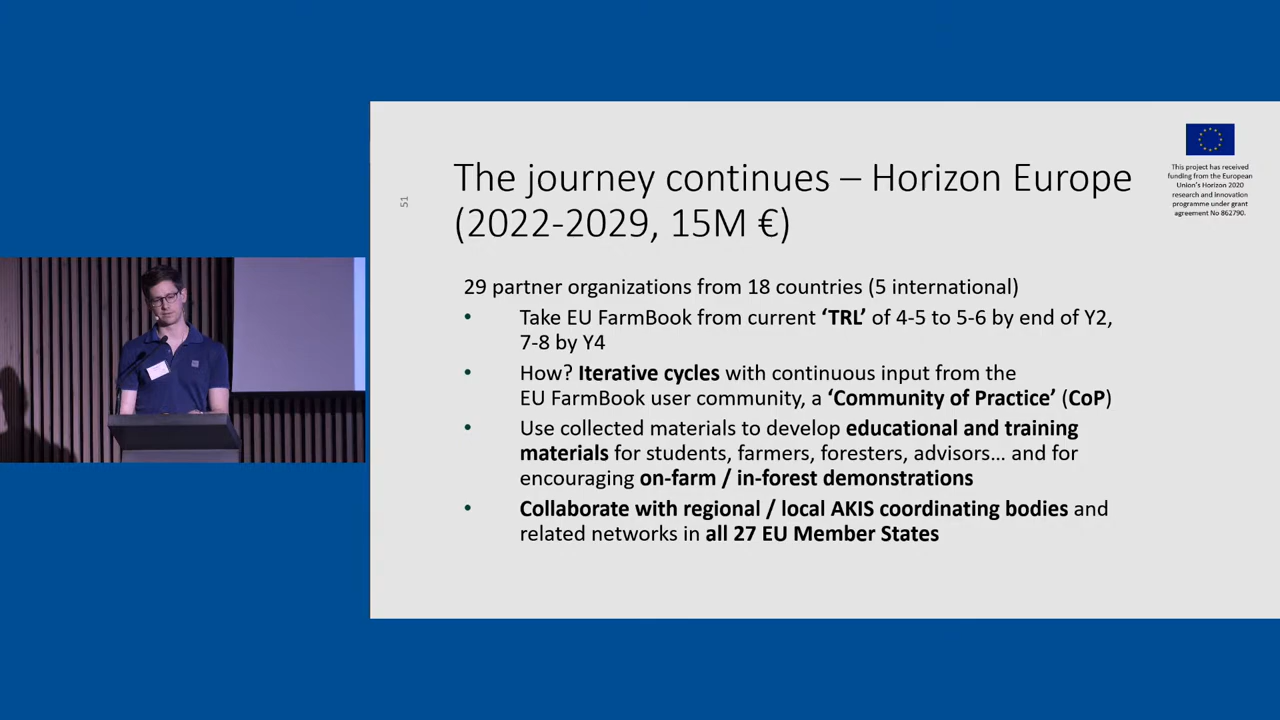 51
The journey continues – Horizon Europe
(2022-2029, 15M €)
This project has received
funding from the European
Union's Horizon 2020
research and innovation
programme under grant
agreement No 862790.
29 partner organizations from 18 countries (5 international)
• Take EU FarmBook from current ‘TRL’ of 4-5 to 5-6 by end of Y2,
7-8 by Y4
• How? Iterative cycles with continuous input from the
EU FarmBook user community, a ‘Community of Practice’ (CoP)
• Use collected materials to develop educational and training
materials for students, farmers, foresters, advisors… and for
encouraging on-farm / in-forest demonstrations
• Collaborate with regional / local AKIS coordinating bodies and
related networks in all 27 EU Member States